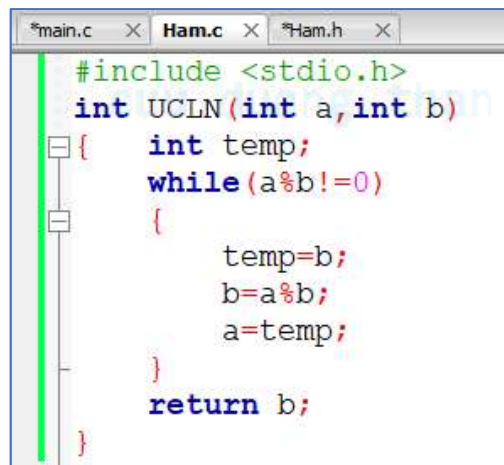 *main.c X Ham.c X *Ham.h X
#include <stdio.h>
int UCLN(int a,int b)
{ int temp;
while(a%b!=0)
{
temp=b;
b=a%b;
a=temp;
}
return b;
}